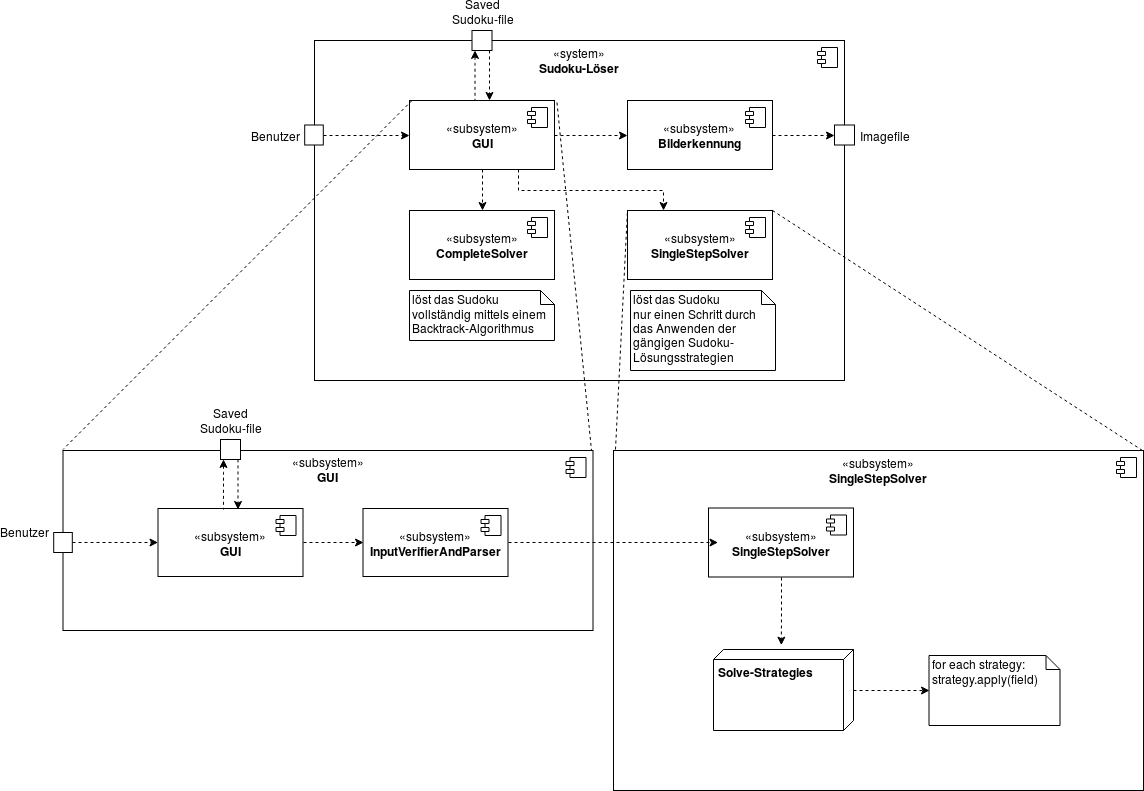 Saved
Sudoku-file
«system»
Sudoku-Löser
Benutzer
«subsystem»
GUI
«subsystem»
Bilderkennung
Imagefile
«subsystem»
CompleteSolver
«subsystem»
SingleStepSolver
löst das Sudoku
vollständig mittels einem
Backtrack-Algorithmus
löst das Sudoku
nur einen Schritt durch
das Anwenden der
gängigen Sudoku-
Lösungsstrategien
Saved
Sudoku-file
«subsystem»
GUI
Benutzer
«subsystem»
GUI
«subsystem»
InputVerifierAndParser
«subsystem»
SingleStepSolver
«subsystem»
SingleStepSolver
Solve-Strategies
for each strategy:
strategy.apply(field)